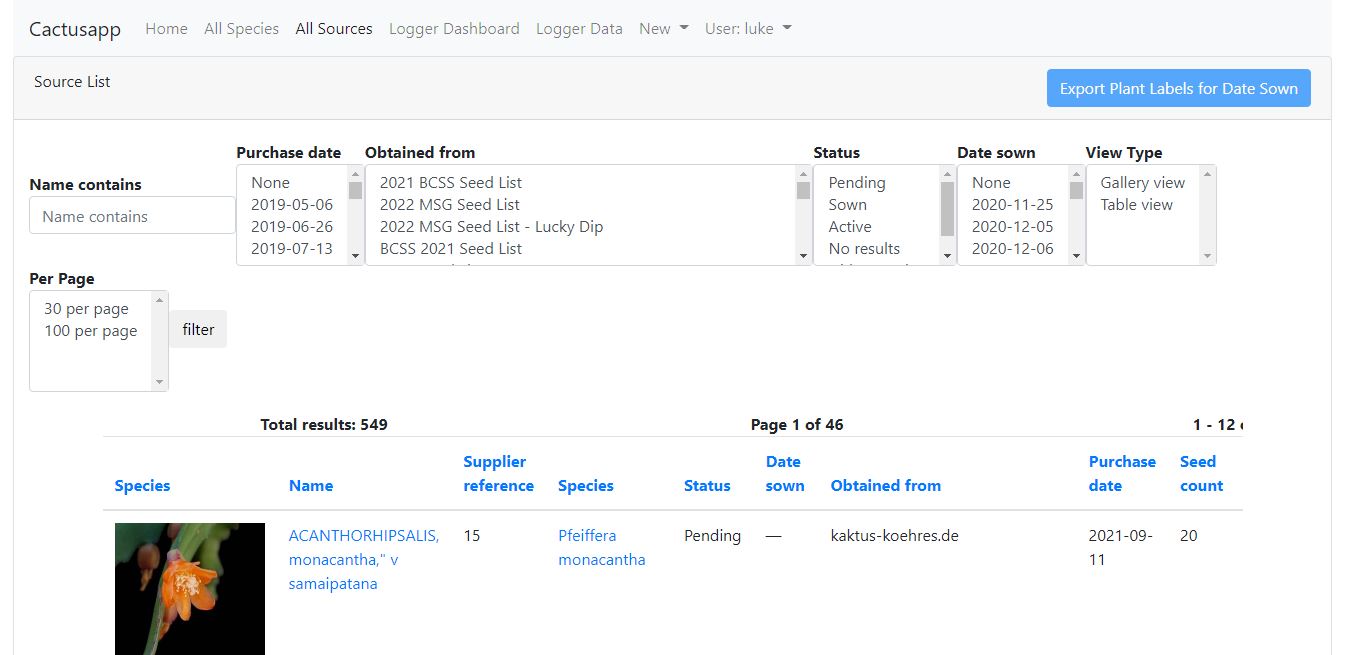 Cactusapp Home All Species All Sources Logger Dashboard Logger Data New User: luke
Source List
Export Plant Labels for Date Sown
Name contains
Name contains
Purchase date
None
2019-05-06
2019-06-26
2019-07-13
Obtained from
2021 BCSS Seed List
2022 MSG Seed List
2022 MSG Seed List - Lucky Dip
BCSS 2021 Seed List
Status
Pending
Sown
Active
No results
Date sown
None
2020-11-25
2020-12-05
2020-12-06
View Type
Gallery view
Table view
Per Page
30 per page
100 per page
filter
Total results: 549 Page 1 of 46 1 - 12
Species
Name
Supplier
reference
Species
Status
Date
sown
Obtained from
Purchase
date
Seed
count
ACANTHORHIPSALIS,
monacantha," v
samaipatana
15
Pfeiffera
monacantha
Pending
—
kaktus-koehres.de
2021-09-
11
20